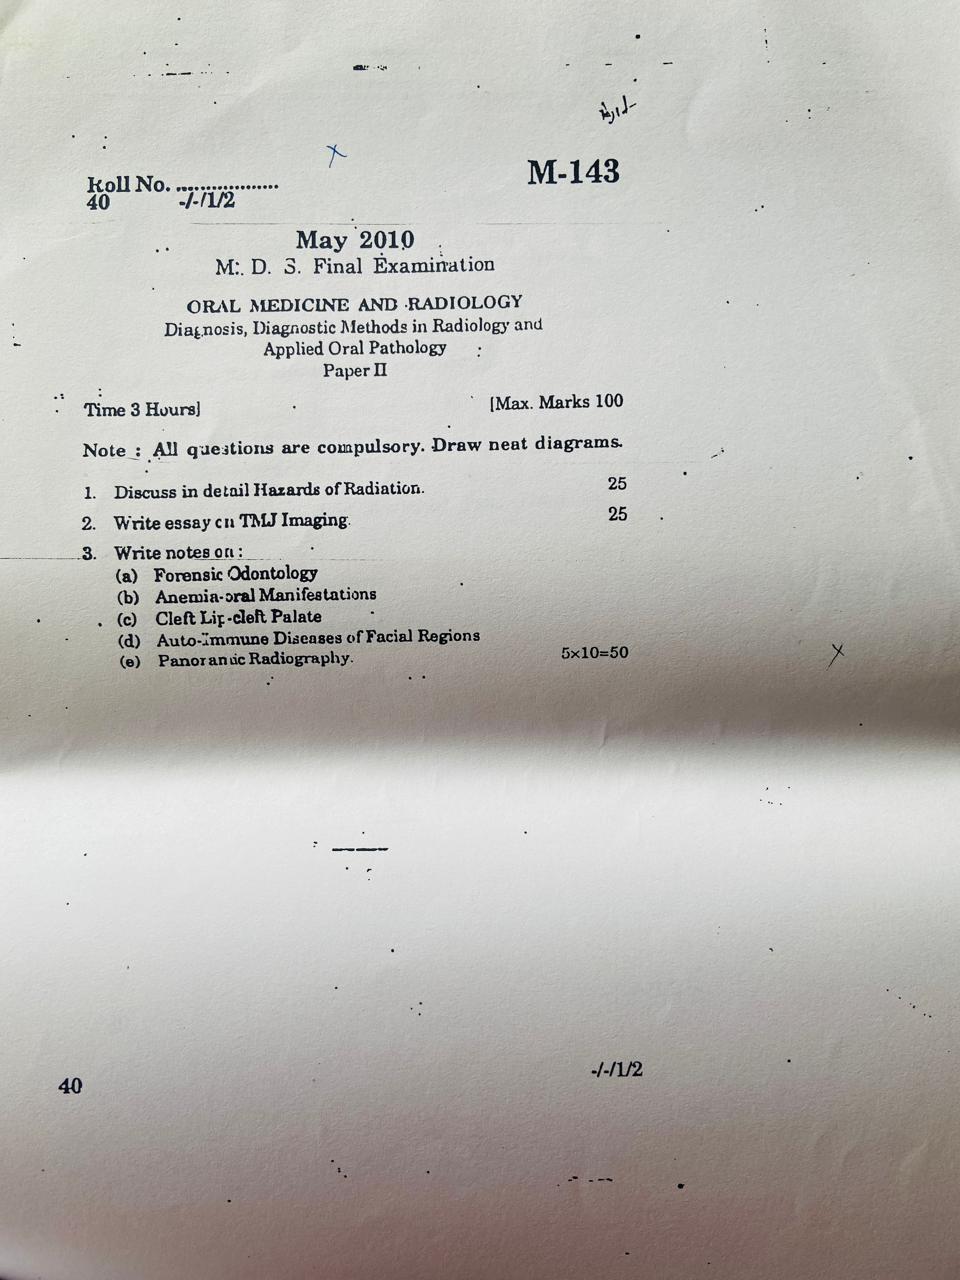 Roll No. ..................
M-143
40 -/-/1/2
May 2010
M. D. S. Final Examination
ORAL MEDICINE AND RADIOLOGY
Diagnosis, Diagnostic Methods in Radiology and
Applied Oral Pathology
Paper II
Time 3 Hours] [Max. Marks 100
Note : All questions are compulsory. Draw neat diagrams.
1. Discuss in detail Hazards of Radiation. 25
2. Write essay on TMJ Imaging. 25
3. Write notes on :
(a) Forensic Odontology
(b) Anemia-oral Manifestations
(c) Cleft Lip-cleft Palate
(d) Auto-Immune Diseases of Facial Regions
(e) Panoramic Radiography. 5×10=50
40 -/-/1/2